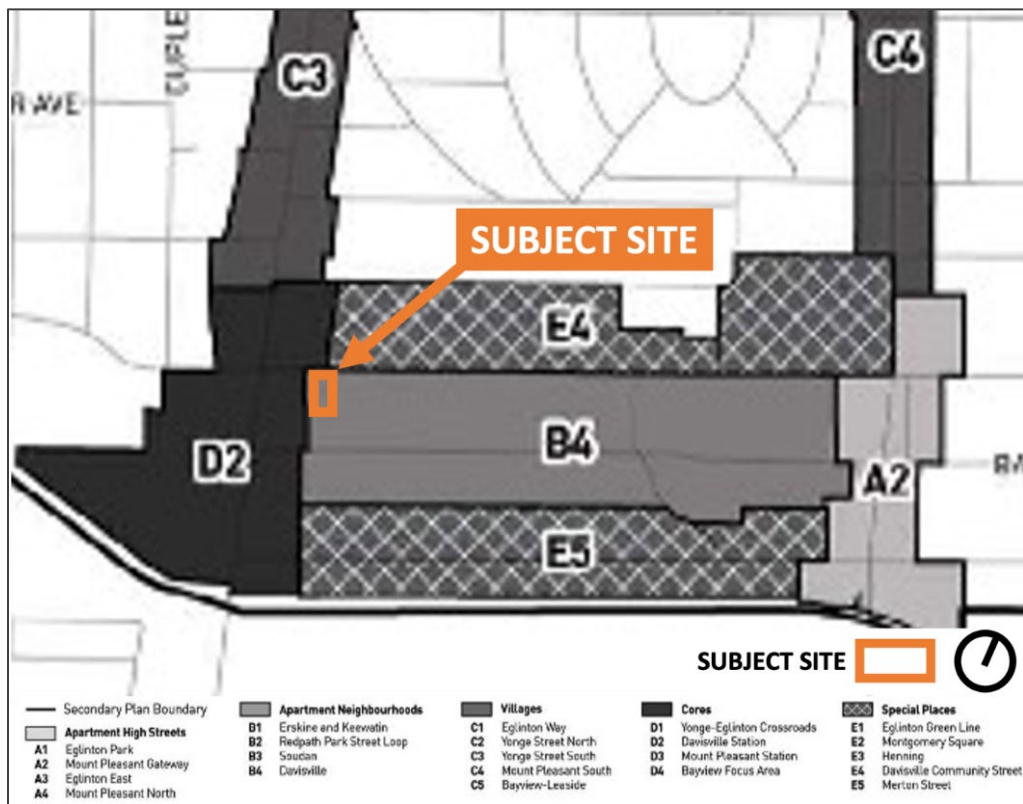 C3
C4
R AVE
SUBJECT SITE
E4
B4
D2
A2
E5
SUBJECT SITE
Secondary Plan Boundary
Apartment High Streets
A1 Eglinton Park
A2 Mount Pleasant Gateway
A3 Eglinton East
A4 Mount Pleasant North
Apartment Neighbourhoods
B1 Erskine and Keewatin
B2 Redpath Park Street Loop
B3 Soudan
B4 Davisville
Villages
C1 Eglinton Way
C2 Yonge Street North
C3 Yonge Street South
C4 Mount Pleasant South
C5 Bayview-Leaside
Cores
D1 Yonge-Eglinton Crossroads
D2 Davisville Station
D3 Mount Pleasant Station
D4 Bayview Focus Area
Special Places
E1 Eglinton Green Line
E2 Montgomery Square
E3 Henning
E4 Davisville Community Street
E5 Merton Street